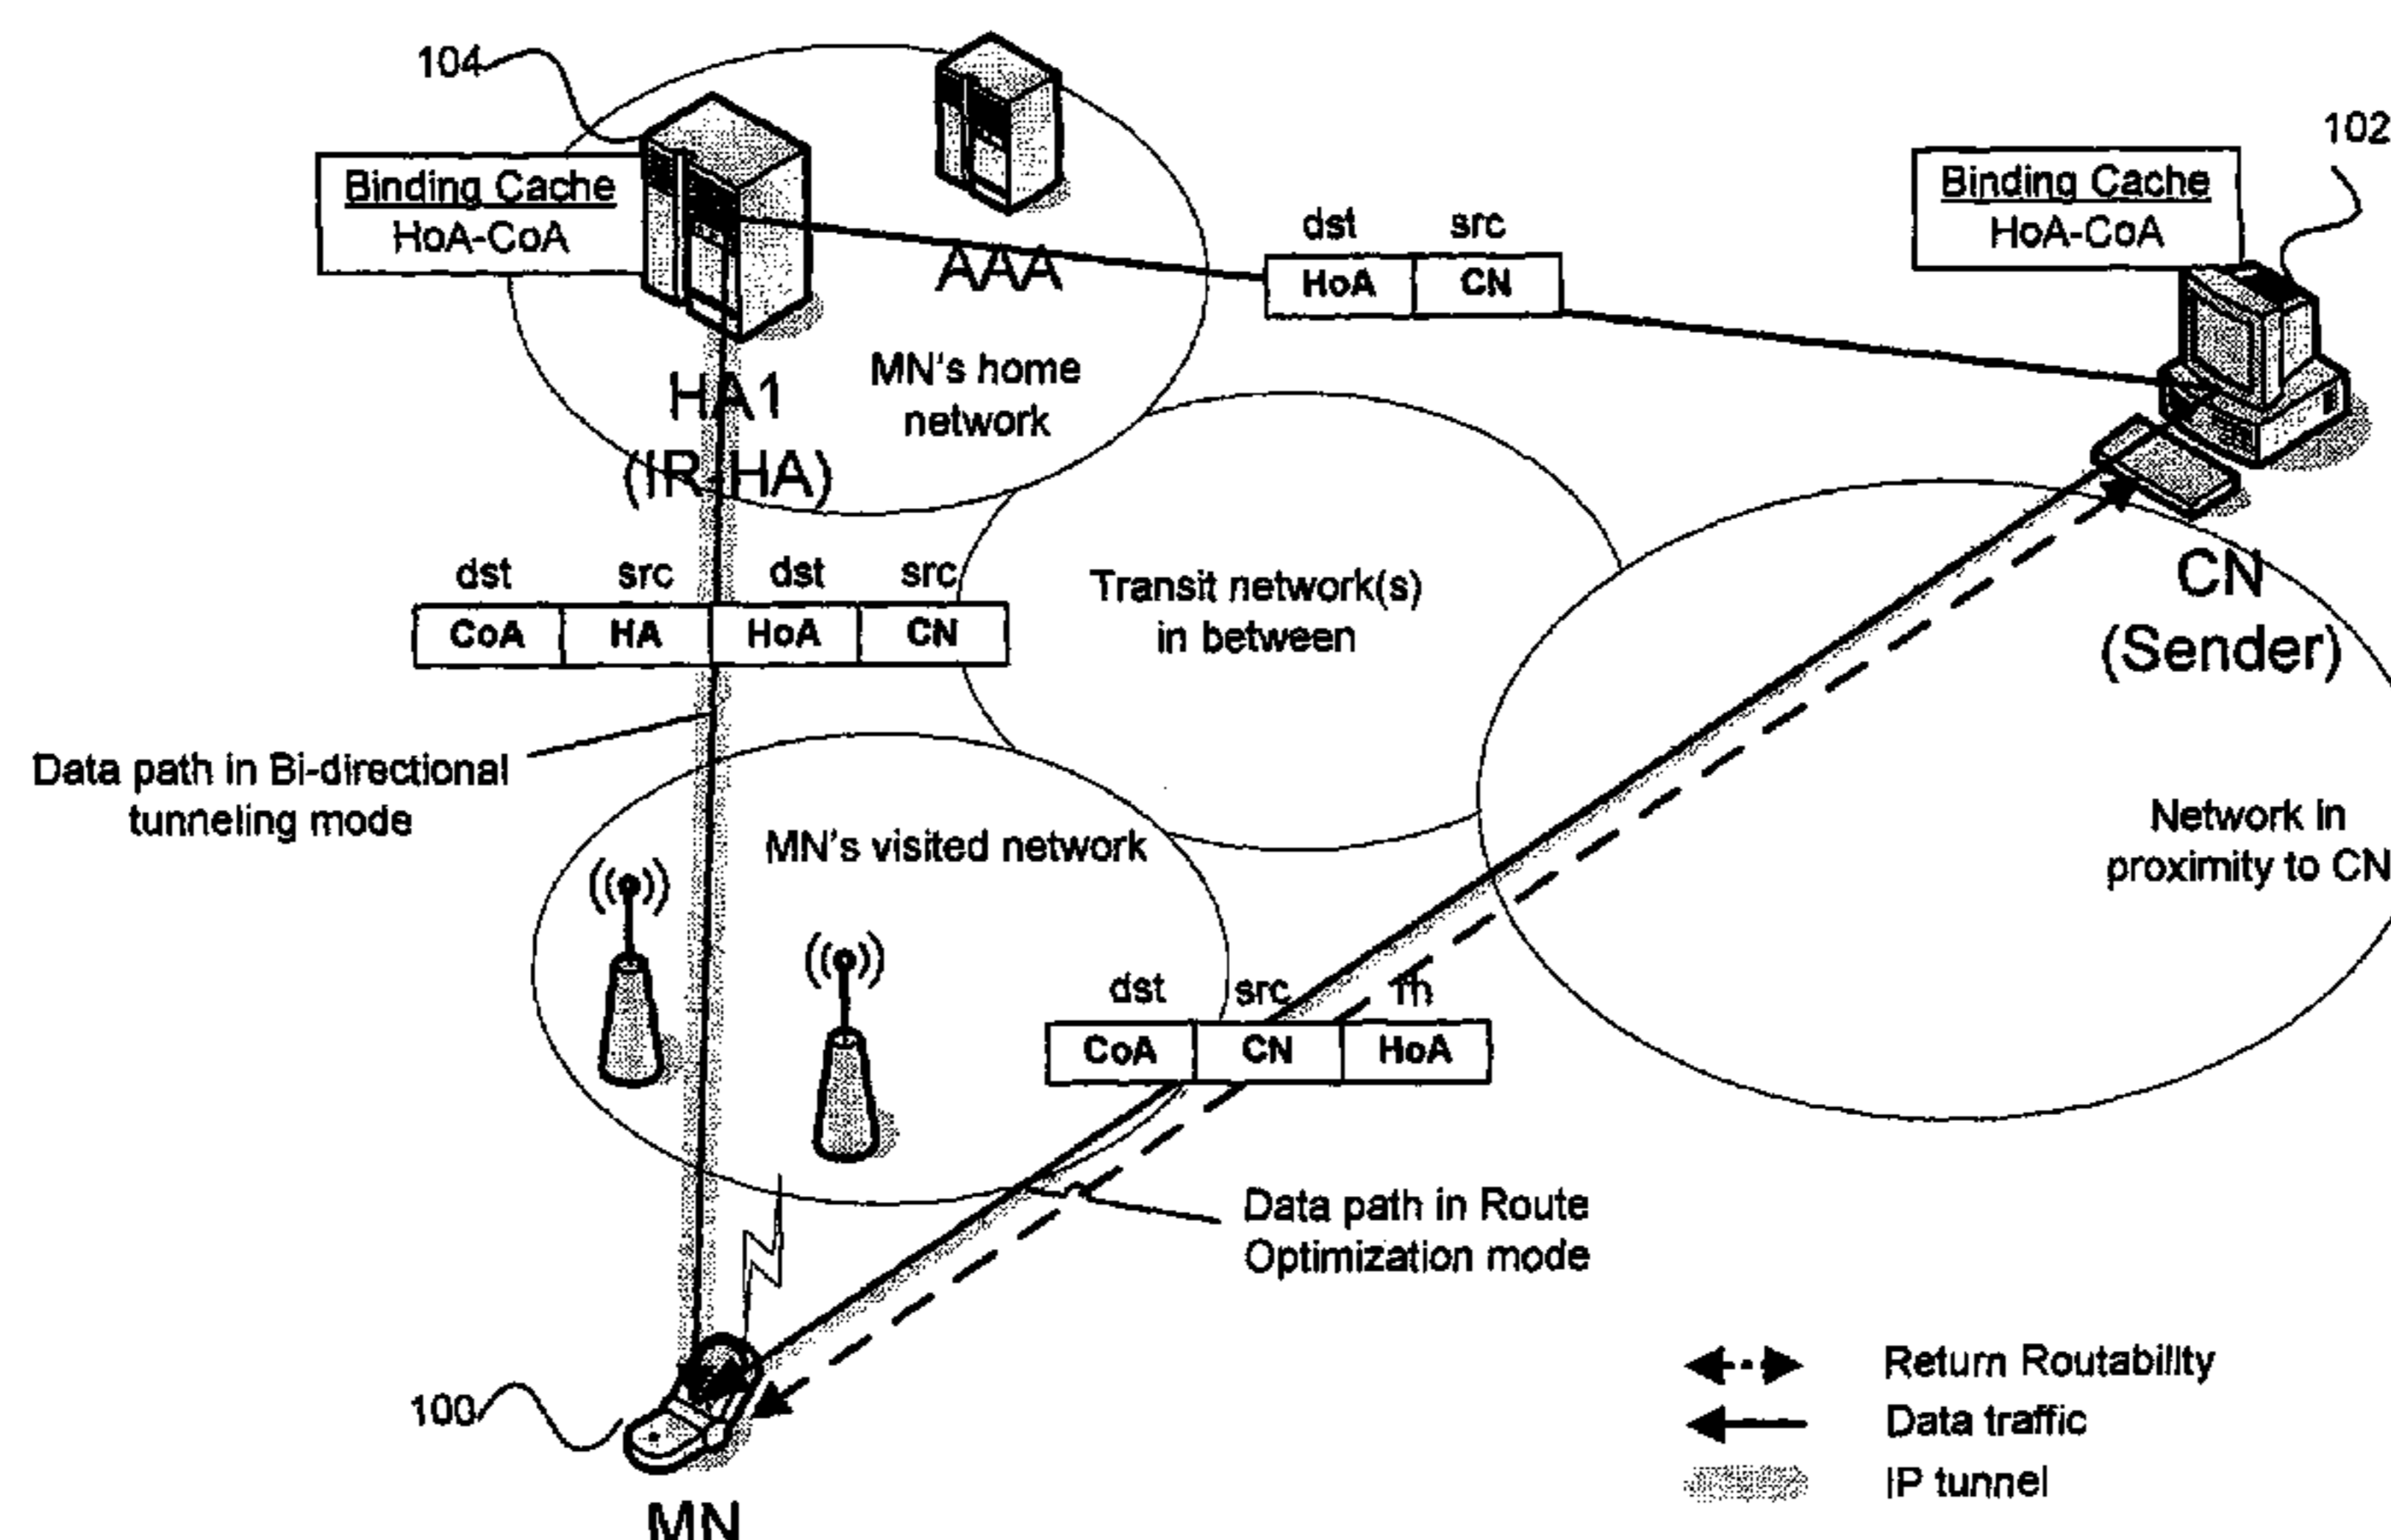 104
102
Binding Cache
HoA-CoA
Binding Cache
HoA-CoA
dst src
HoA CN
AAA
MN's home
network
HA1
(IR-HA)
dst src dst src
CoA HA HoA CN
Transit network(s)
in between
CN
(Sender)
Data path in Bi-directional
tunneling mode
MN's visited network
Network in
proximity to CN
dst src rh
CoA CN HoA
Data path in Route
Optimization mode
100
MN
Return Routability
Data traffic
IP tunnel